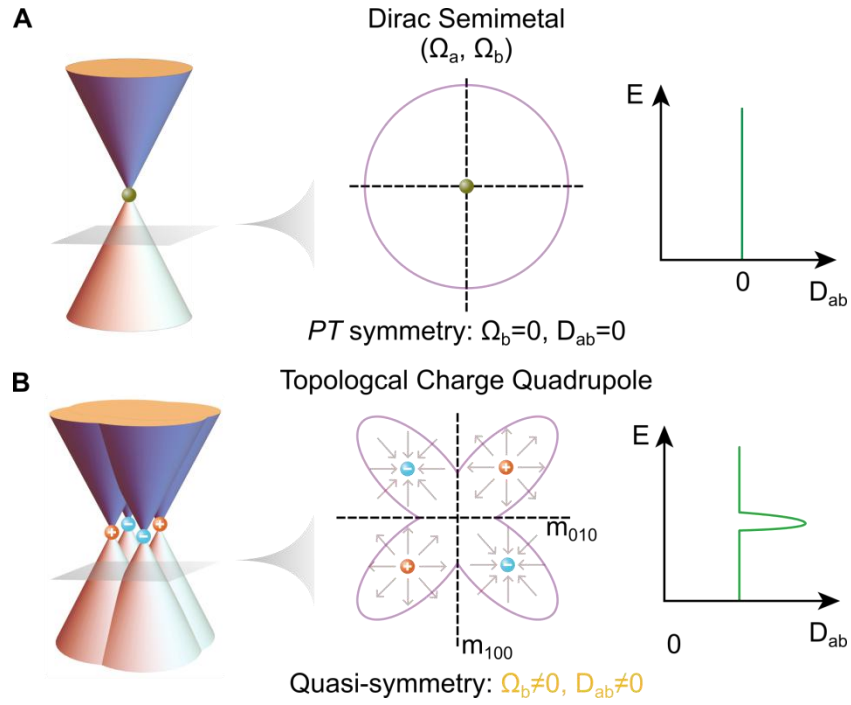 A
Dirac Semimetal
(Ωa, Ωb)
E
0
Dab
PT symmetry: Ωb=0, Dab=0
B
Topologcal Charge Quadrupole
E
−
+
m010
+
−
+
−
−
+
m100
0
Dab
Quasi-symmetry: Ωb≠0, Dab≠0